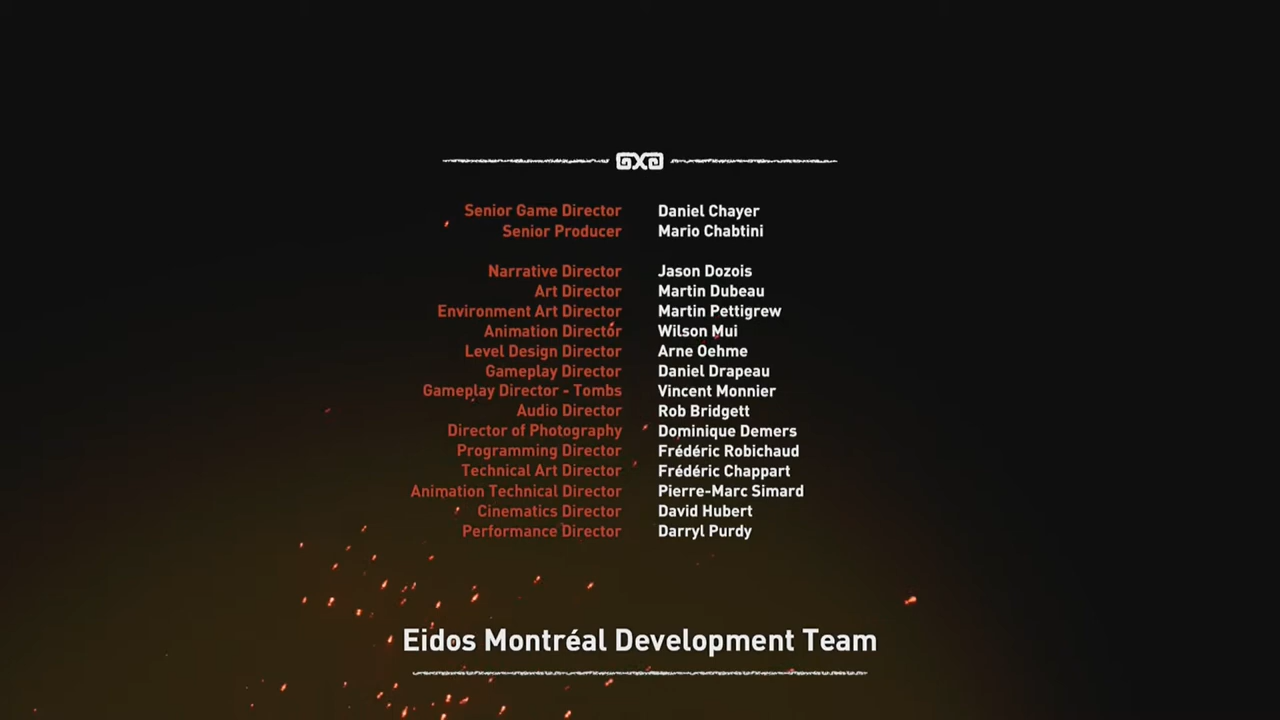 Senior Game Director Daniel Chayer
Senior Producer Mario Chabtini
Narrative Director Jason Dozois
Art Director Martin Dubeau
Environment Art Director Martin Pettigrew
Animation Director Wilson Mui
Level Design Director Arne Oehme
Gameplay Director Daniel Drapeau
Gameplay Director - Tombs Vincent Monnier
Audio Director Rob Bridgett
Director of Photography Dominique Demers
Programming Director Frédéric Robichaud
Technical Art Director Frédéric Chappart
Animation Technical Director Pierre-Marc Simard
Cinematics Director David Hubert
Performance Director Darryl Purdy
Eidos Montréal Development Team